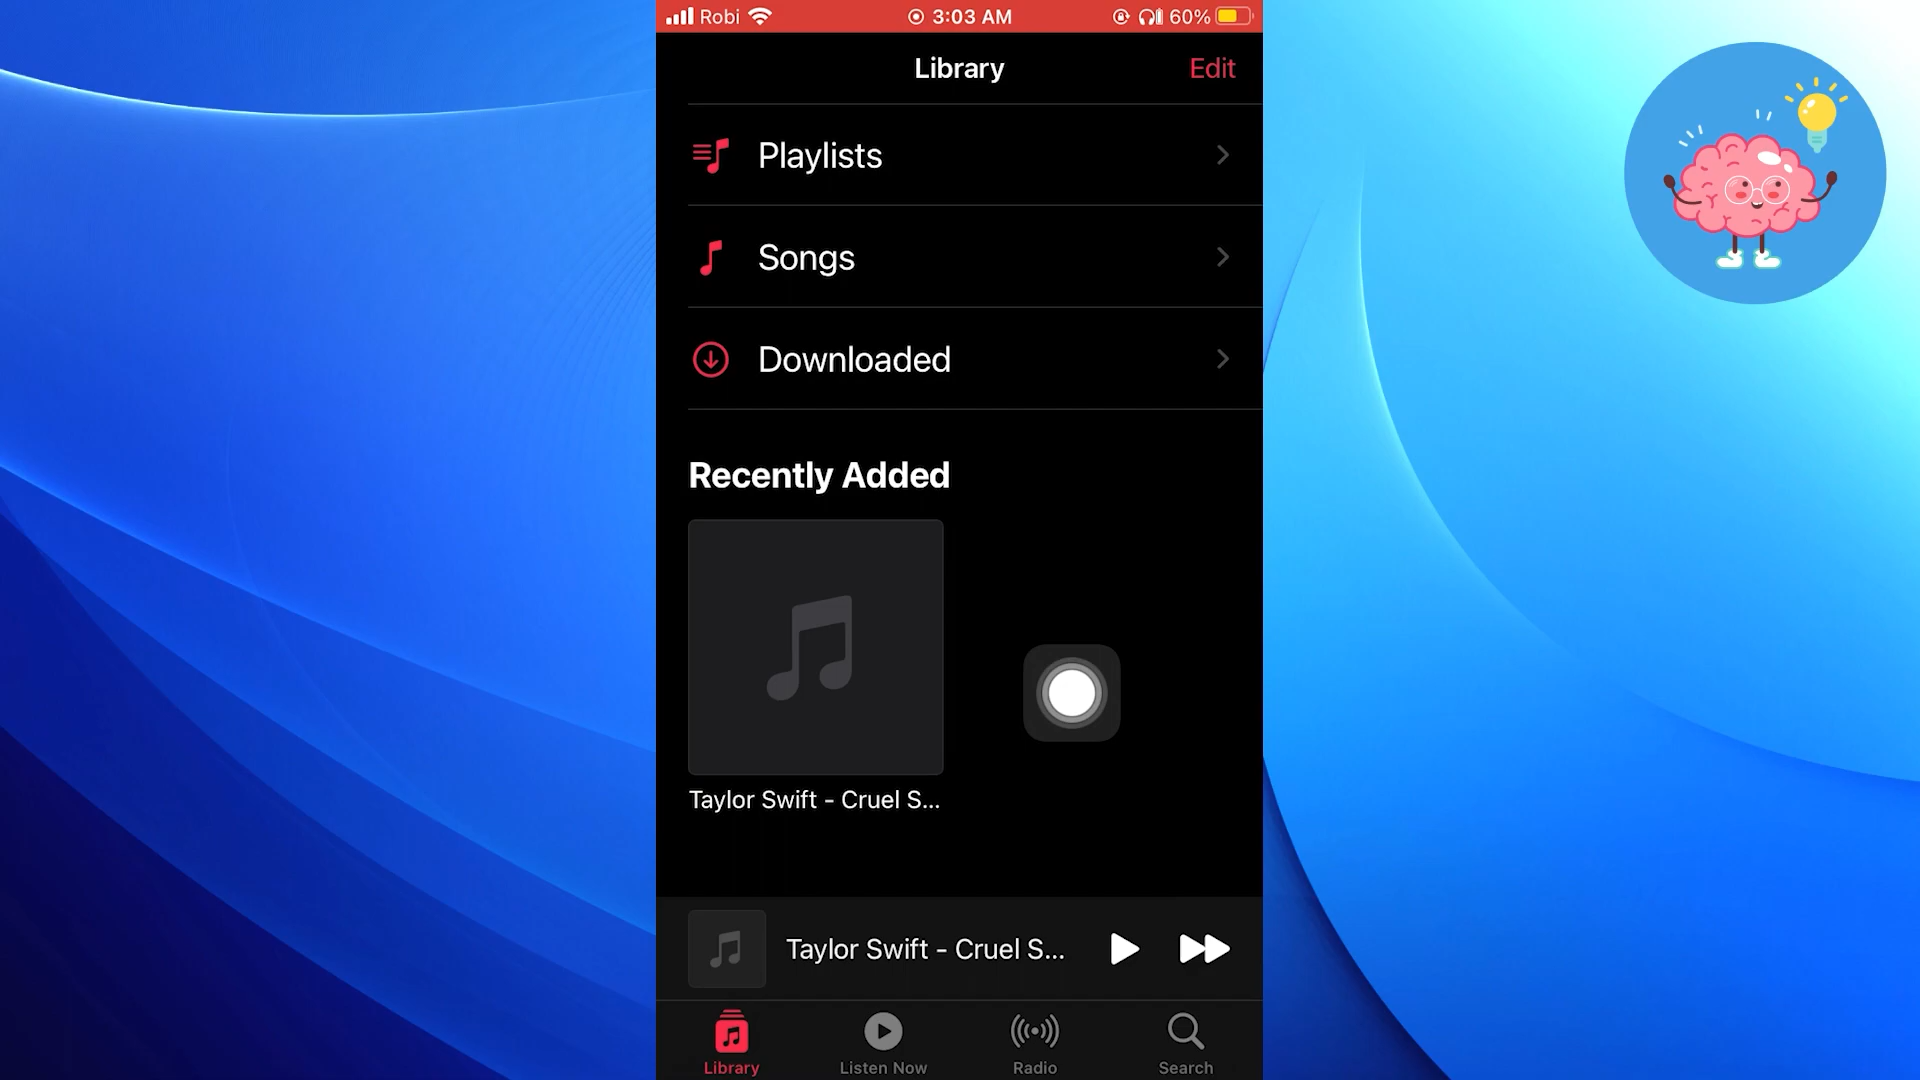 Robi 3:03 AM 60%
Library Edit
Playlists
Songs
Downloaded
Recently Added
Taylor Swift - Cruel S...
Taylor Swift - Cruel S...
Library Listen Now Radio Search